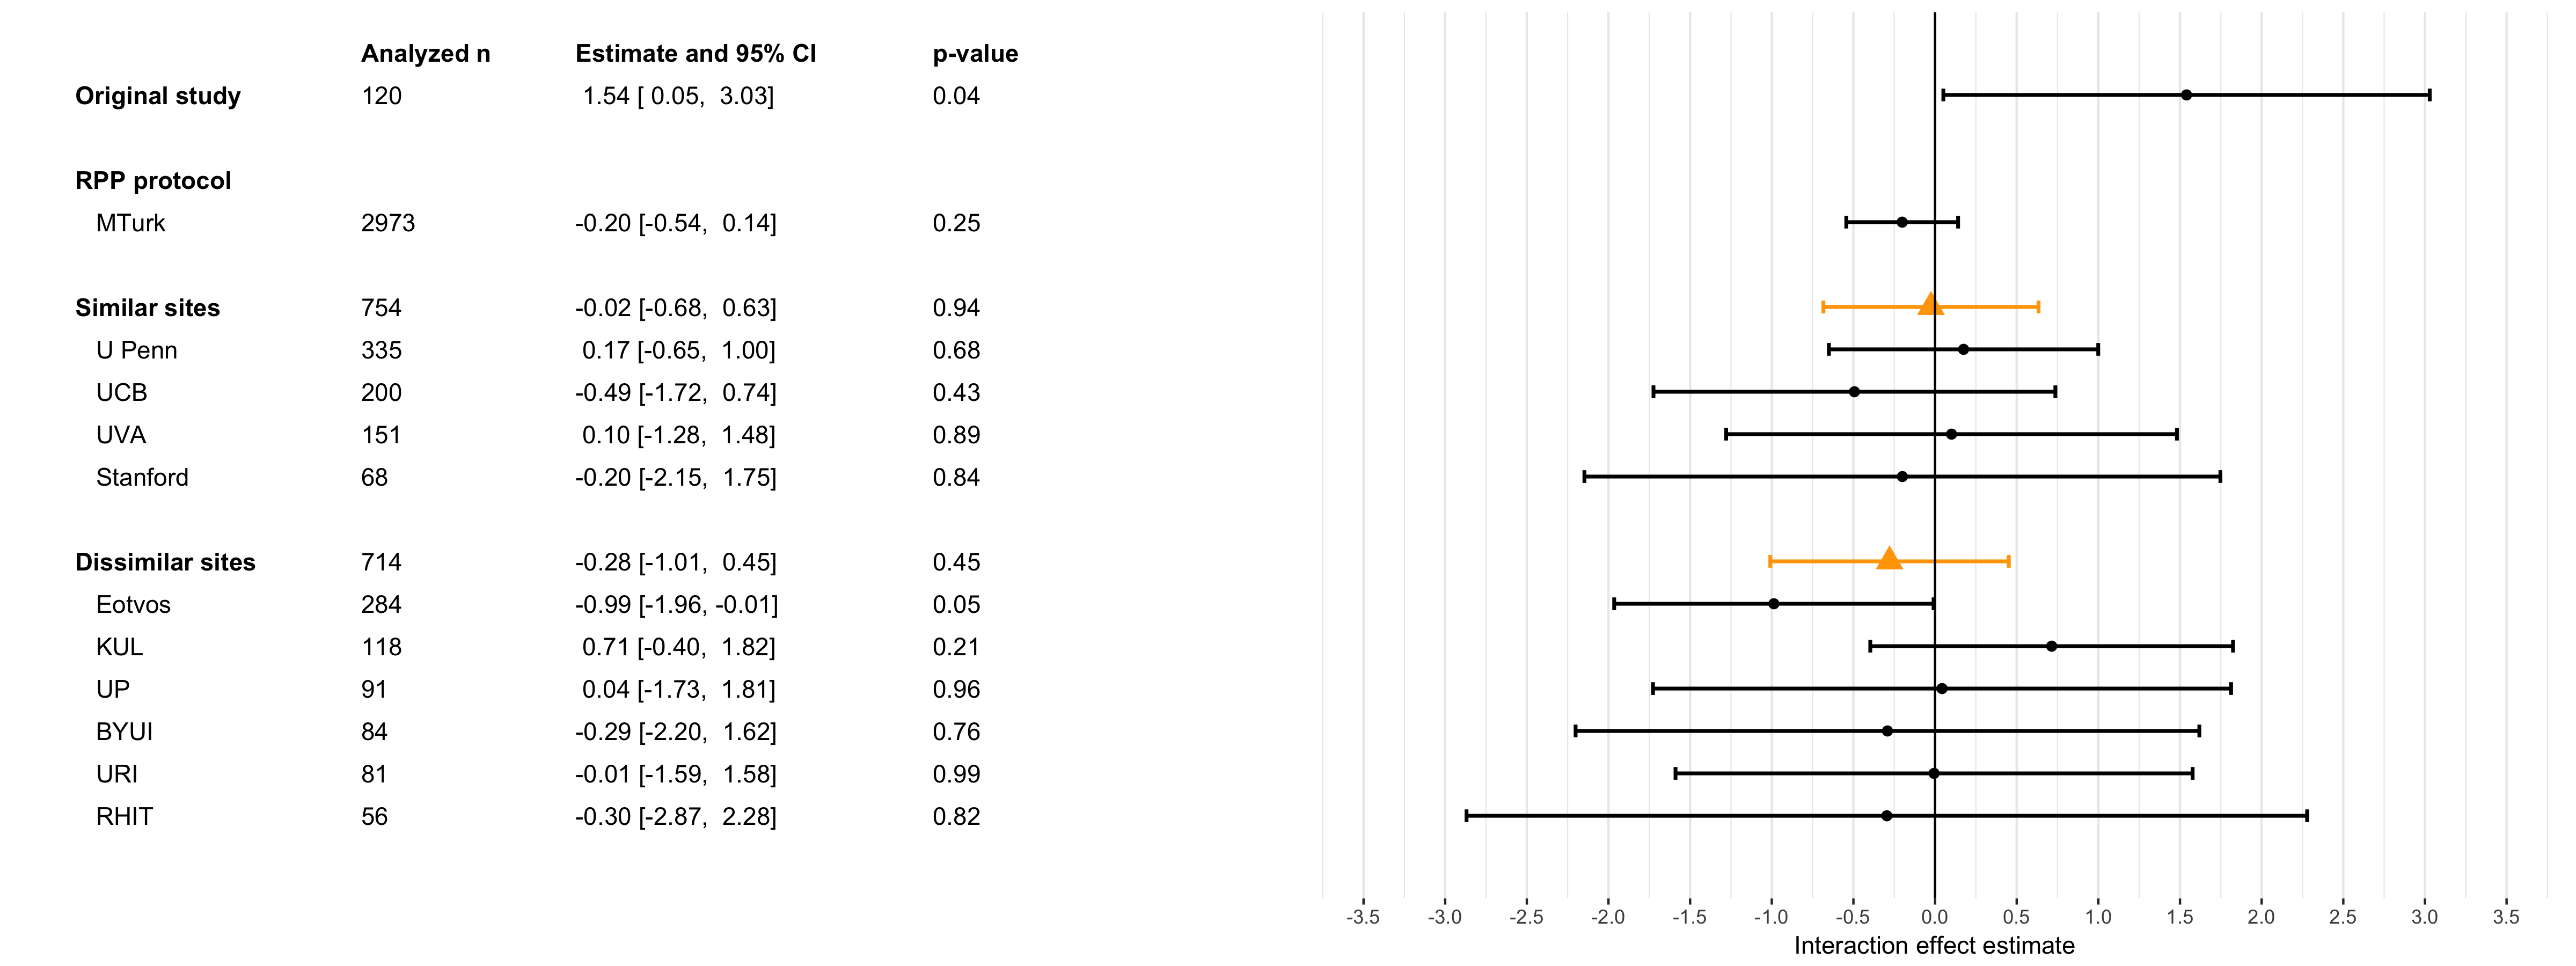 Analyzed n Estimate and 95% CI p-value
Original study 120 1.54 [ 0.05, 3.03] 0.04
RPP protocol
MTurk 2973 -0.20 [-0.54, 0.14] 0.25
Similar sites 754 -0.02 [-0.68, 0.63] 0.94
U Penn 335 0.17 [-0.65, 1.00] 0.68
UCB 200 -0.49 [-1.72, 0.74] 0.43
UVA 151 0.10 [-1.28, 1.48] 0.89
Stanford 68 -0.20 [-2.15, 1.75] 0.84
Dissimilar sites 714 -0.28 [-1.01, 0.45] 0.45
Eotvos 284 -0.99 [-1.96, -0.01] 0.05
KUL 118 0.71 [-0.40, 1.82] 0.21
UP 91 0.04 [-1.73, 1.81] 0.96
BYUI 84 -0.29 [-2.20, 1.62] 0.76
URI 81 -0.01 [-1.59, 1.58] 0.99
RHIT 56 -0.30 [-2.87, 2.28] 0.82
-3.5 -3.0 -2.5 -2.0 -1.5 -1.0 -0.5 0.0 0.5 1.0 1.5 2.0 2.5 3.0 3.5
Interaction effect estimate